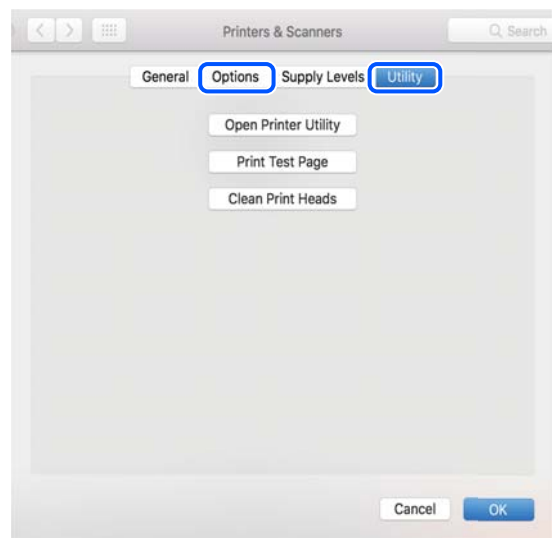 Printers & Scanners Search
General Options Supply Levels Utility
Open Printer Utility
Print Test Page
Clean Print Heads
Cancel OK